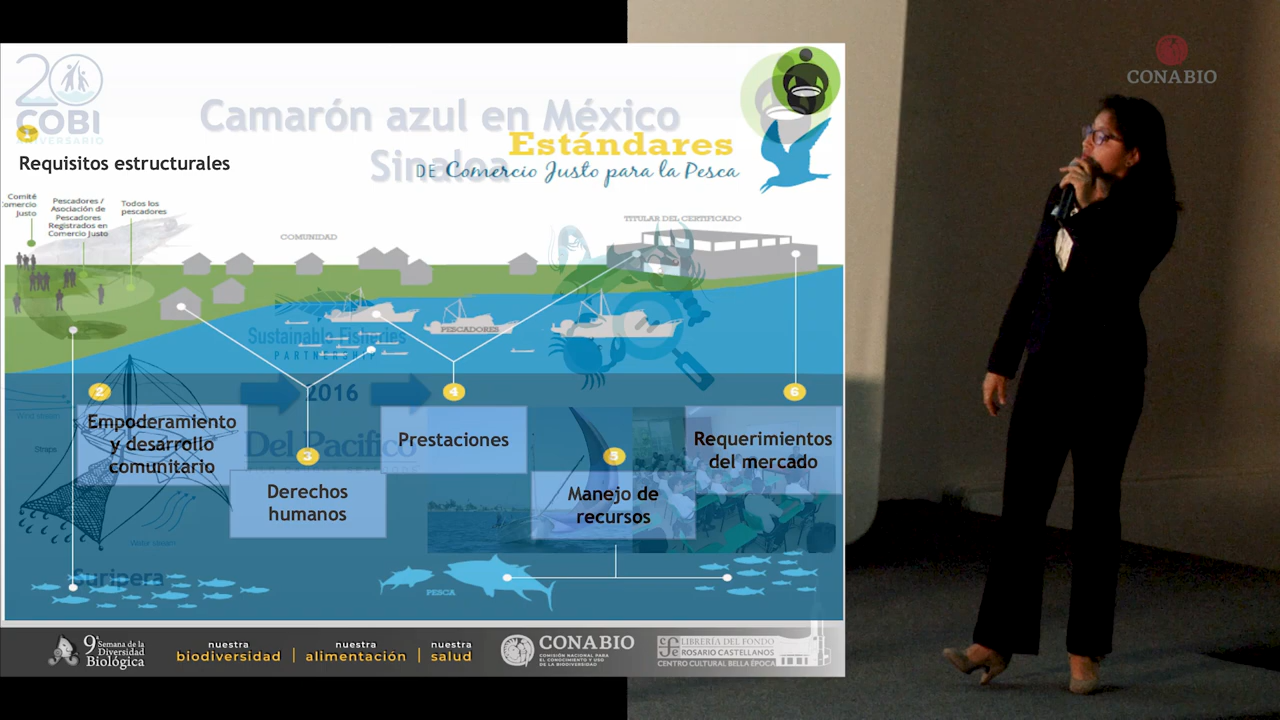 20
COBI
ANIVERSARIO
Camarón azul en México
Sinaloa
Estándares
DE Comercio Justo para la Pesca
Requisitos estructurales
Comité
Comercio
Justo
Pescadores /
Asociación de
Pescadores
Registrados en
Comercio Justo
Todos los
pescadores
COMUNIDAD
TITULAR DEL CERTIFICADO
PESCADORES
Sustainable Fisheries
PARTNERSHIP
2016
Del Pacífico
2
Empoderamiento
y desarrollo
comunitario
3
Derechos
humanos
4
Prestaciones
5
Manejo de
recursos
6
Requerimientos
del mercado
Suripera
PESCA
9ª Semana de la
Diversidad
Biológica
nuestra
biodiversidad
nuestra
alimentación
nuestra
salud
CONABIO
COMISIÓN NACIONAL PARA
EL CONOCIMIENTO Y USO
DE LA BIODIVERSIDAD
LIBRERÍA DEL FONDO
ROSARIO CASTELLANOS
CENTRO CULTURAL BELLA ÉPOCA
CONABIO